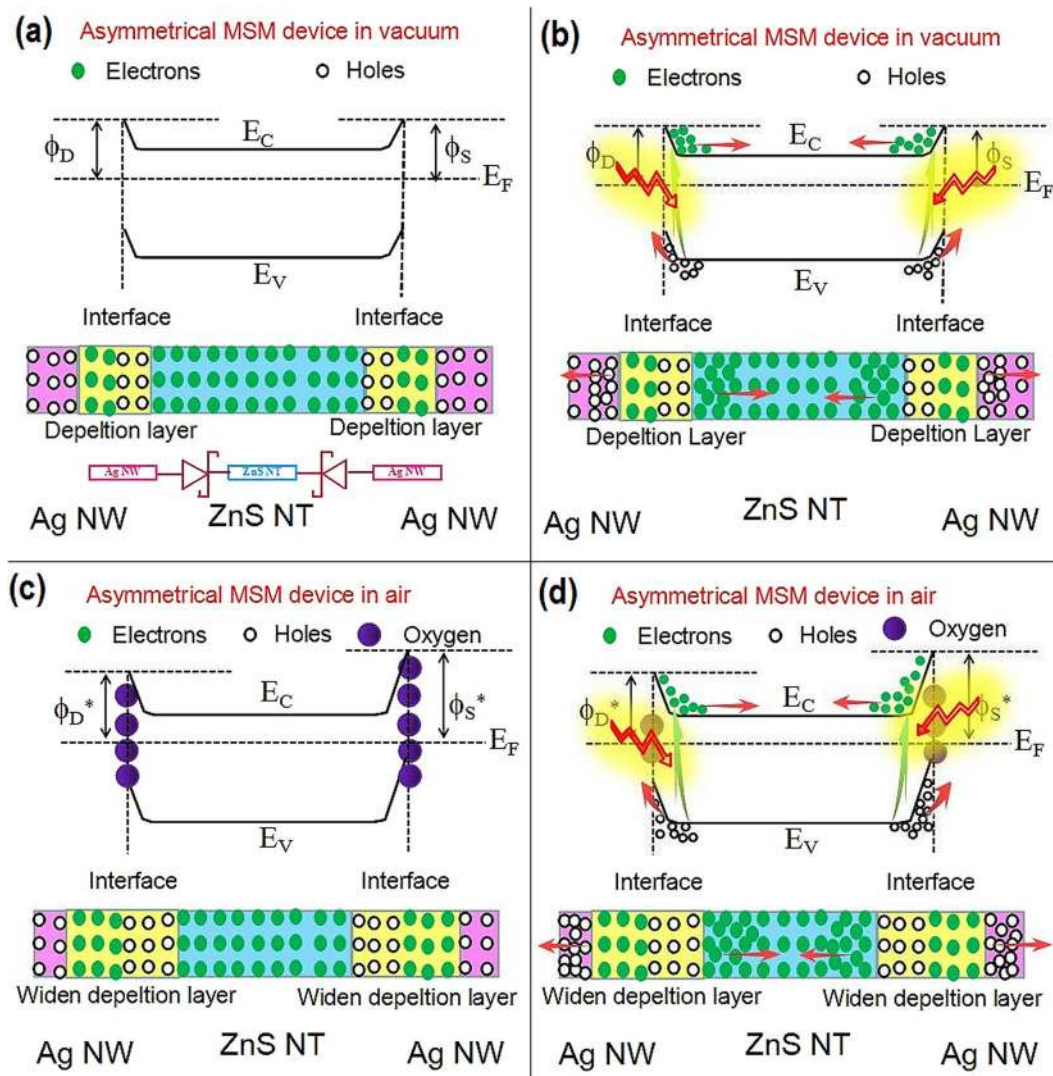 (a) Asymmetrical MSM device in vacuum
Electrons Holes
ϕD EC ϕS
EF
EV
Interface Interface
Depeltion layer Depeltion layer
Ag NW ZnS NT Ag NW
Ag NW ZnS NT Ag NW
(b) Asymmetrical MSM device in vacuum
Electrons Holes
ϕD EC ϕS
EF
EV
Interface Interface
Depeltion Layer Depeltion Layer
Ag NW ZnS NT Ag NW
(c) Asymmetrical MSM device in air
Electrons Holes Oxygen
ϕD* EC ϕS*
EF
EV
Interface Interface
Widen depeltion layer Widen depeltion layer
Ag NW ZnS NT Ag NW
(d) Asymmetrical MSM device in air
Electrons Holes Oxygen
ϕD* EC ϕS*
EF
EV
Interface Interface
Widen depeltion layer Widen depeltion layer
Ag NW ZnS NT Ag NW